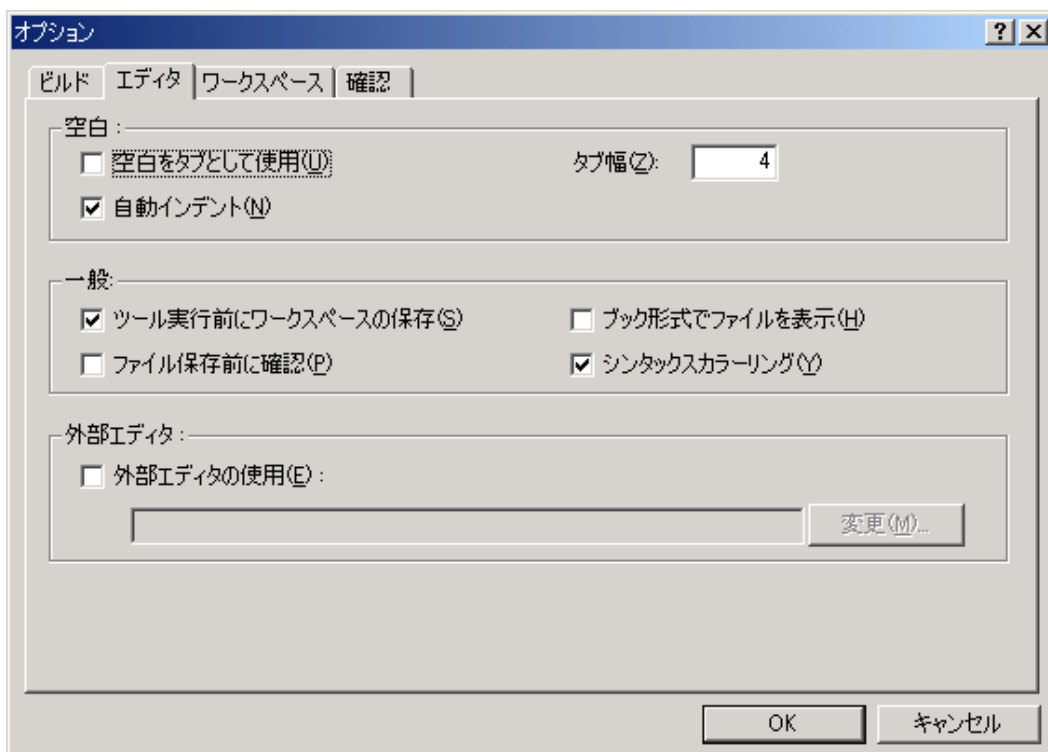 オプション
ビルド エディタ ワークスペース 確認
空白：
空白をタブとして使用(U) タブ幅(Z): 4
自動インデント(N)
一般:
ツール実行前にワークスペースの保存(S) ブック形式でファイルを表示(H)
ファイル保存前に確認(P) シンタックスカラーリング(Y)
外部エディタ：
外部エディタの使用(E)：
変更(M)...
OK キャンセル